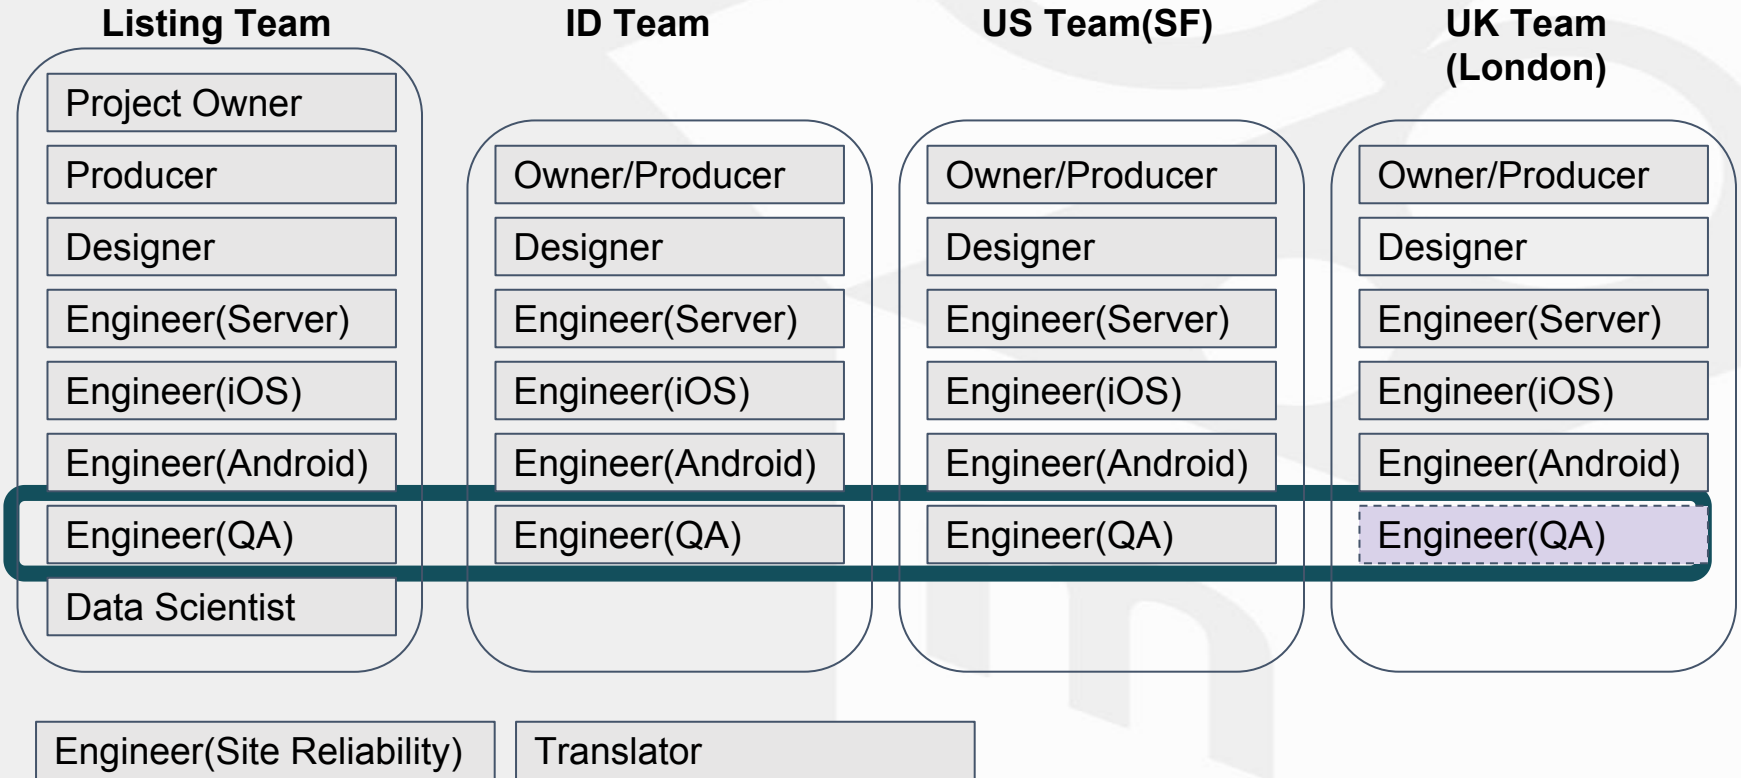 Listing Team
Project Owner
Producer
Designer
Engineer(Server)
Engineer(iOS)
Engineer(Android)
Engineer(QA)
Data Scientist
ID Team
Owner/Producer
Designer
Engineer(Server)
Engineer(iOS)
Engineer(Android)
Engineer(QA)
US Team(SF)
Owner/Producer
Designer
Engineer(Server)
Engineer(iOS)
Engineer(Android)
Engineer(QA)
UK Team
(London)
Owner/Producer
Designer
Engineer(Server)
Engineer(iOS)
Engineer(Android)
Engineer(QA)
Engineer(Site Reliability)
Translator